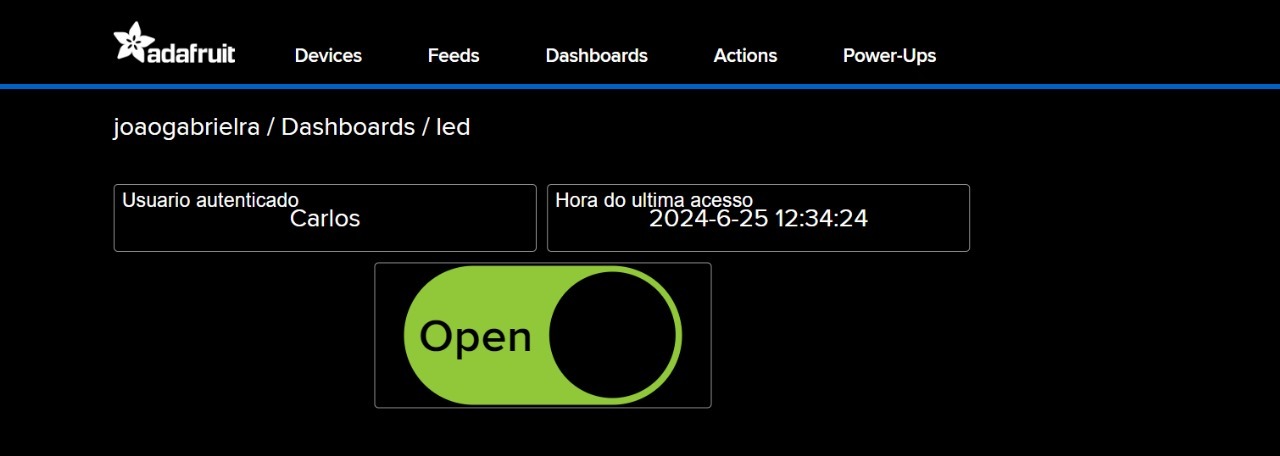 adafruit Devices Feeds Dashboards Actions Power-Ups
joaogabrielra / Dashboards / led
Usuario autenticado
Carlos
Hora do ultima acesso
2024-6-25 12:34:24
Open